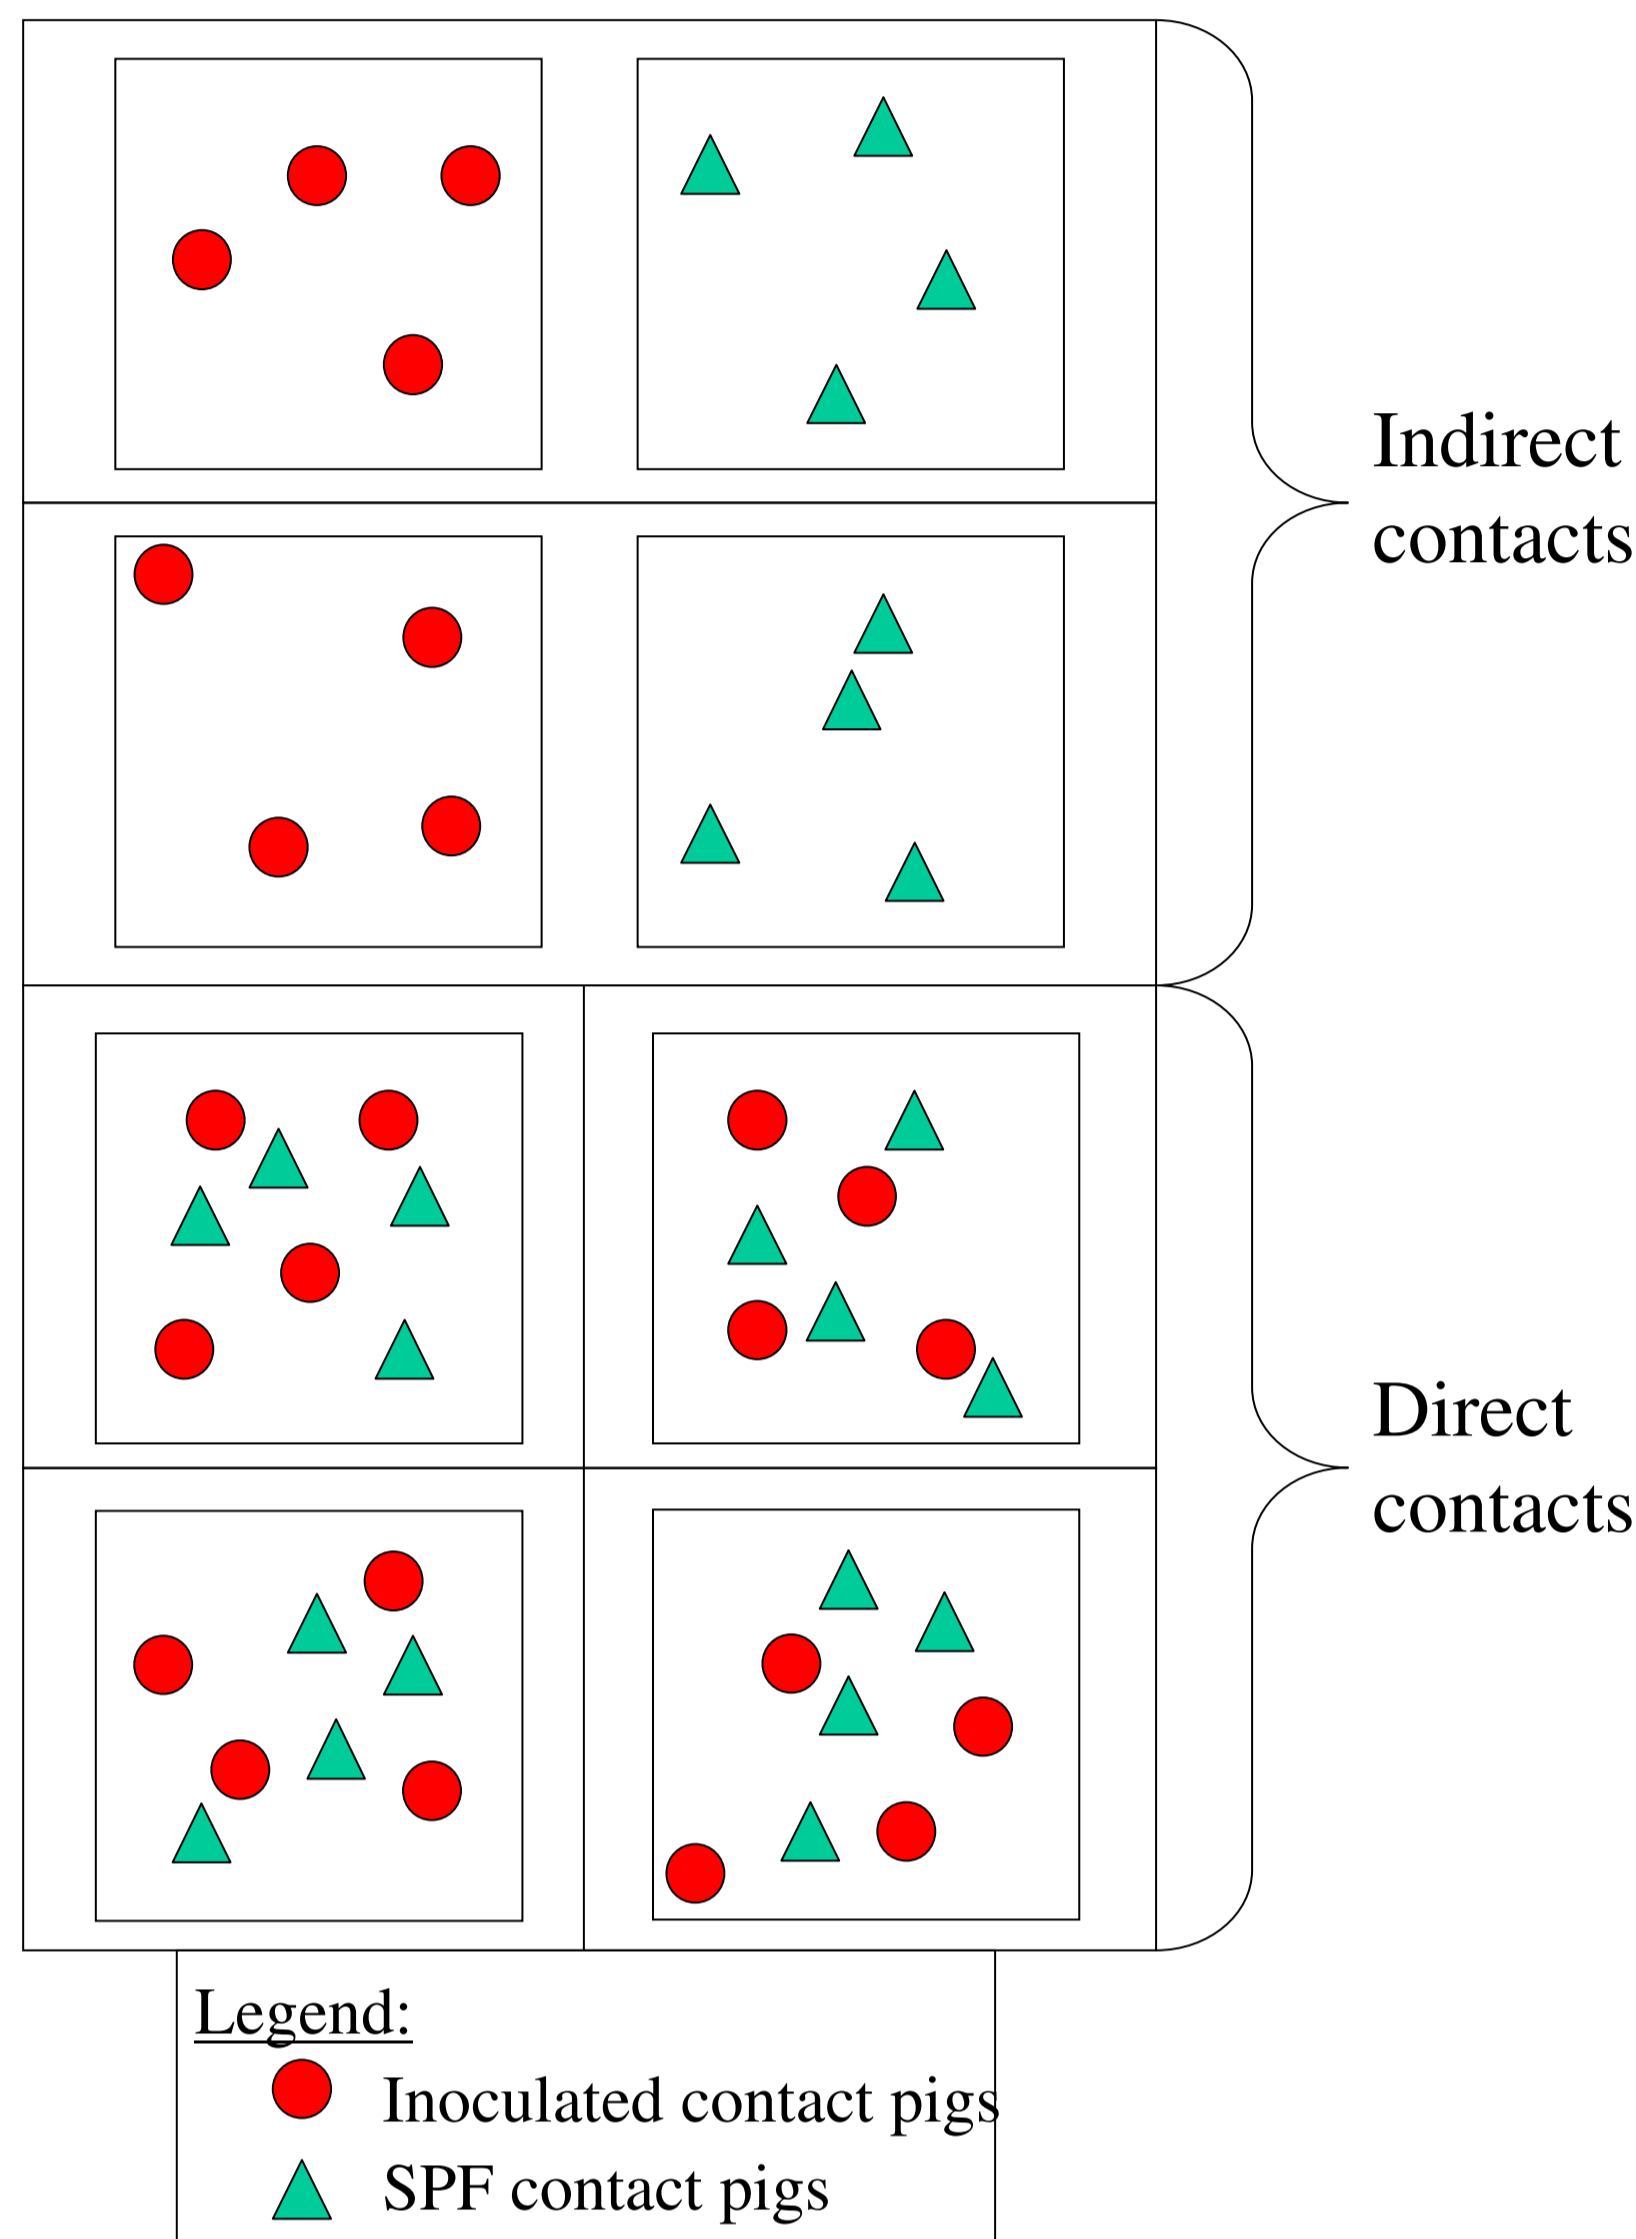 Indirect
contacts
Direct
contacts
Legend:
Inoculated contact pigs
SPF contact pigs